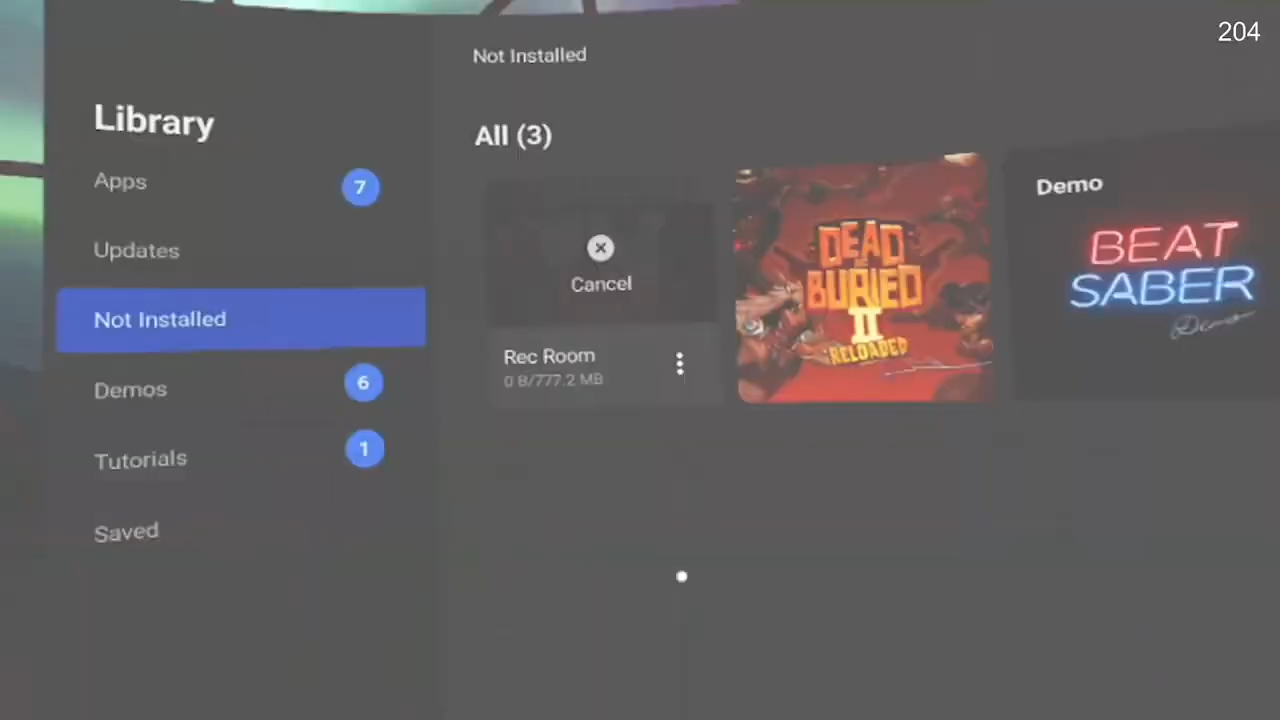 204
Not Installed
Library
All (3)
Apps
7
Demo
Updates
BEAT
SABER
Demo
DEAD
BURIED
II
RELOADED
Cancel
Not Installed
Rec Room
0 B/777.2 MB
Demos
6
Tutorials
1
Saved